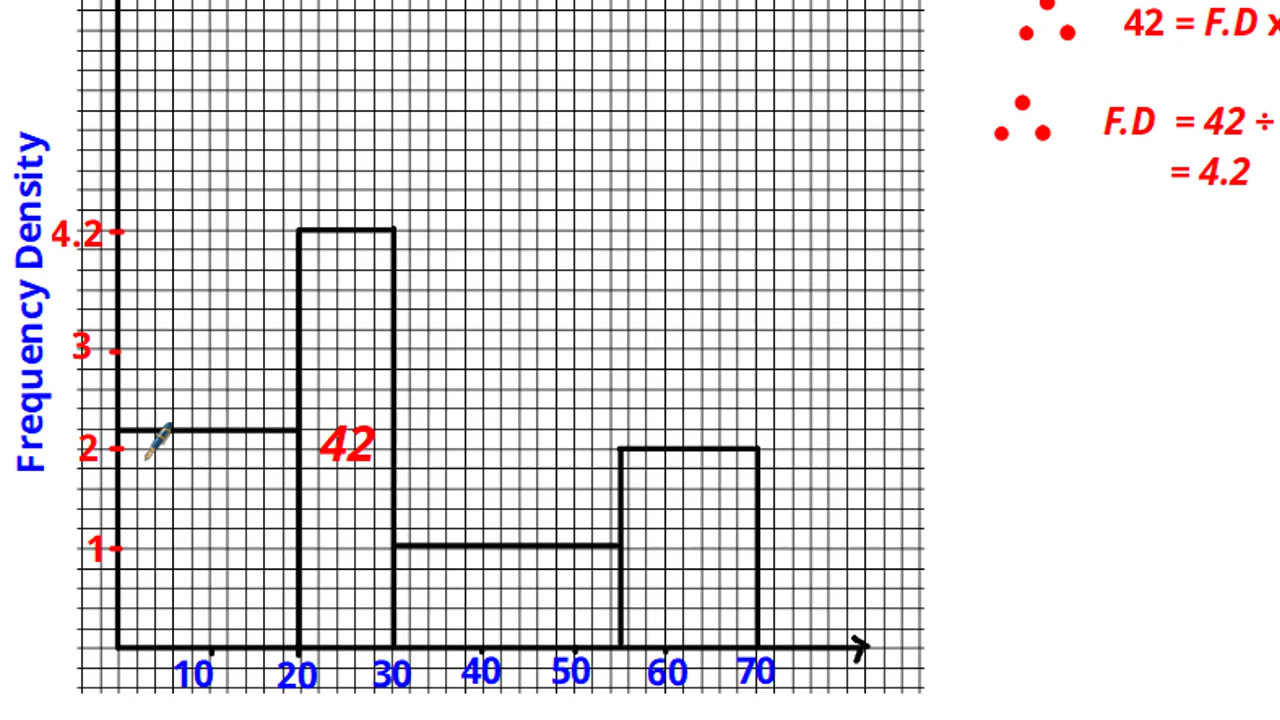 42 = F.D x
F.D = 42 ÷
= 4.2
Frequency Density
4.2
3
2
1
42
10 20 30 40 50 60 70